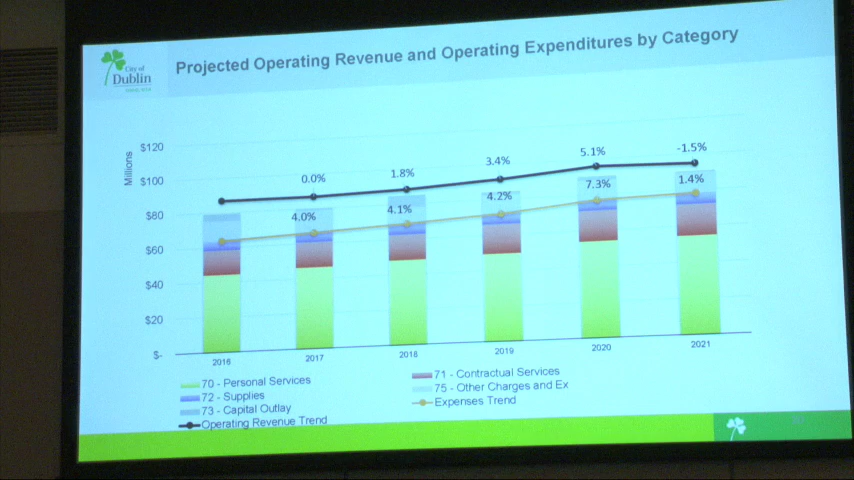 City of
Dublin
Projected Operating Revenue and Operating Expenditures by Category
Millions
$120
$100
$80
$60
$40
$20
$-
0.0%
1.8%
3.4%
5.1%
-1.5%
4.0%
4.1%
4.2%
7.3%
1.4%
2016
2017
2018
2019
2020
2021
70 - Personal Services
71 - Contractual Services
72 - Supplies
75 - Other Charges and Ex
73 - Capital Outlay
Expenses Trend
Operating Revenue Trend